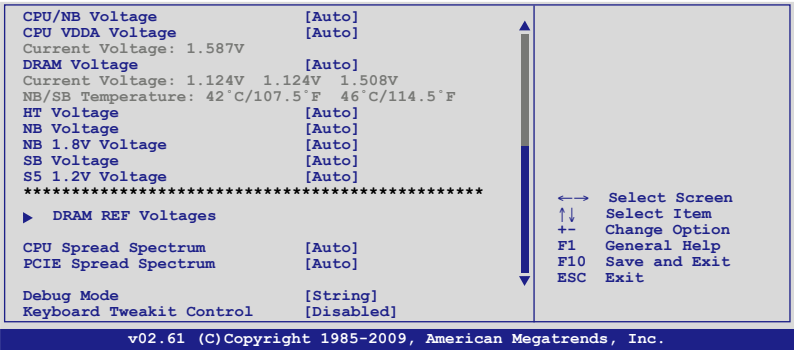 CPU/NB Voltage [Auto]
CPU VDDA Voltage [Auto]
Current Voltage: 1.587V
DRAM Voltage [Auto]
Current Voltage: 1.124V 1.124V 1.508V
NB/SB Temperature: 42°C/107.5°F 46°C/114.5°F
HT Voltage [Auto]
NB Voltage [Auto]
NB 1.8V Voltage [Auto]
SB Voltage [Auto]
S5 1.2V Voltage [Auto]
************************************************
DRAM REF Voltages
CPU Spread Spectrum [Auto]
PCIE Spread Spectrum [Auto]
Debug Mode [String]
Keyboard Tweakit Control [Disabled]
←→ Select Screen
↑↓ Select Item
+- Change Option
F1 General Help
F10 Save and Exit
ESC Exit
v02.61 (C)Copyright 1985-2009, American Megatrends, Inc.